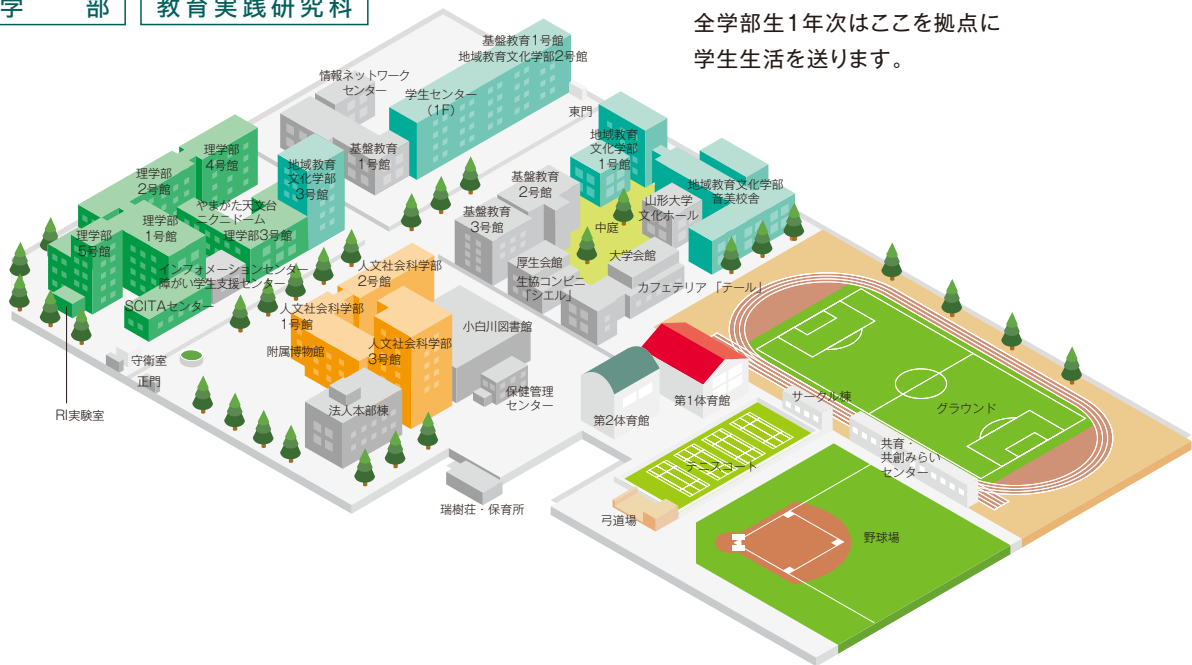 学 部
教育実践研究科
全学部生1年次はここを拠点に
学生生活を送ります。
基盤教育1号館
地域教育文化学部2号館
情報ネットワーク
センター
学生センター
(1F)
東門
地域教育
文化学部
1号館
基盤教育
1号館
理学部
4号館
地域教育
文化学部
3号館
理学部
2号館
基盤教育
2号館
地域教育文化学部
音美校舎
山形大学
文化ホール
やまがた天文台
ニクニドーム
理学部3号館
理学部
1号館
基盤教育
3号館
中庭
理学部
5号館
厚生会館
大学会館
インフォメーションセンター
障がい学生支援センター
人文社会科学部
2号館
生協コンビニ
「シエル」
カフェテリア「テール」
SCITAセンター
人文社会科学部
1号館
小白川図書館
附属博物館
人文社会科学部
3号館
守衛室
正門
RI実験室
保健管理
センター
法人本部棟
第2体育館
第1体育館
サークル棟
グラウンド
共育・
共創みらい
センター
テニスコート
瑞樹荘・保育所
弓道場
野球場